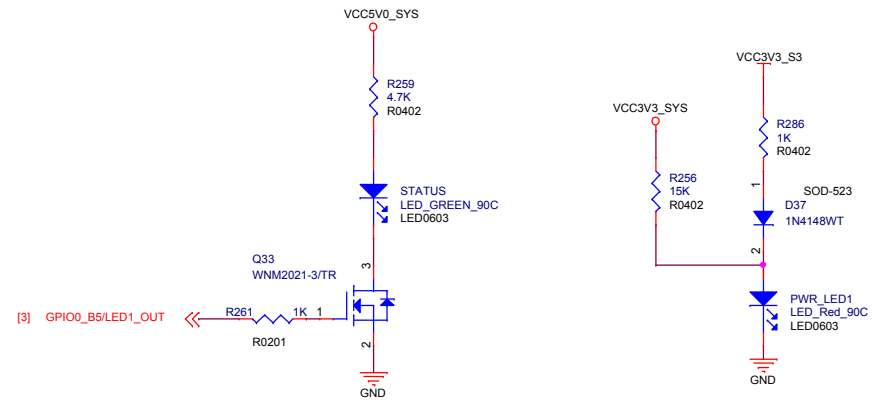 VCC5V0_SYS
R259
4.7K
R0402
STATUS
LED_GREEN_90C
LED0603
Q33
WNM2021-3/TR
3
[3] GPIO0_B5/LED1_OUT
R261 1K 1
R0201
2
GND
VCC3V3_S3
VCC3V3_SYS
R286
1K
R0402
R256
15K
R0402
1
SOD-523
D37
1N4148WT
2
PWR_LED1
LED_Red_90C
LED0603
GND